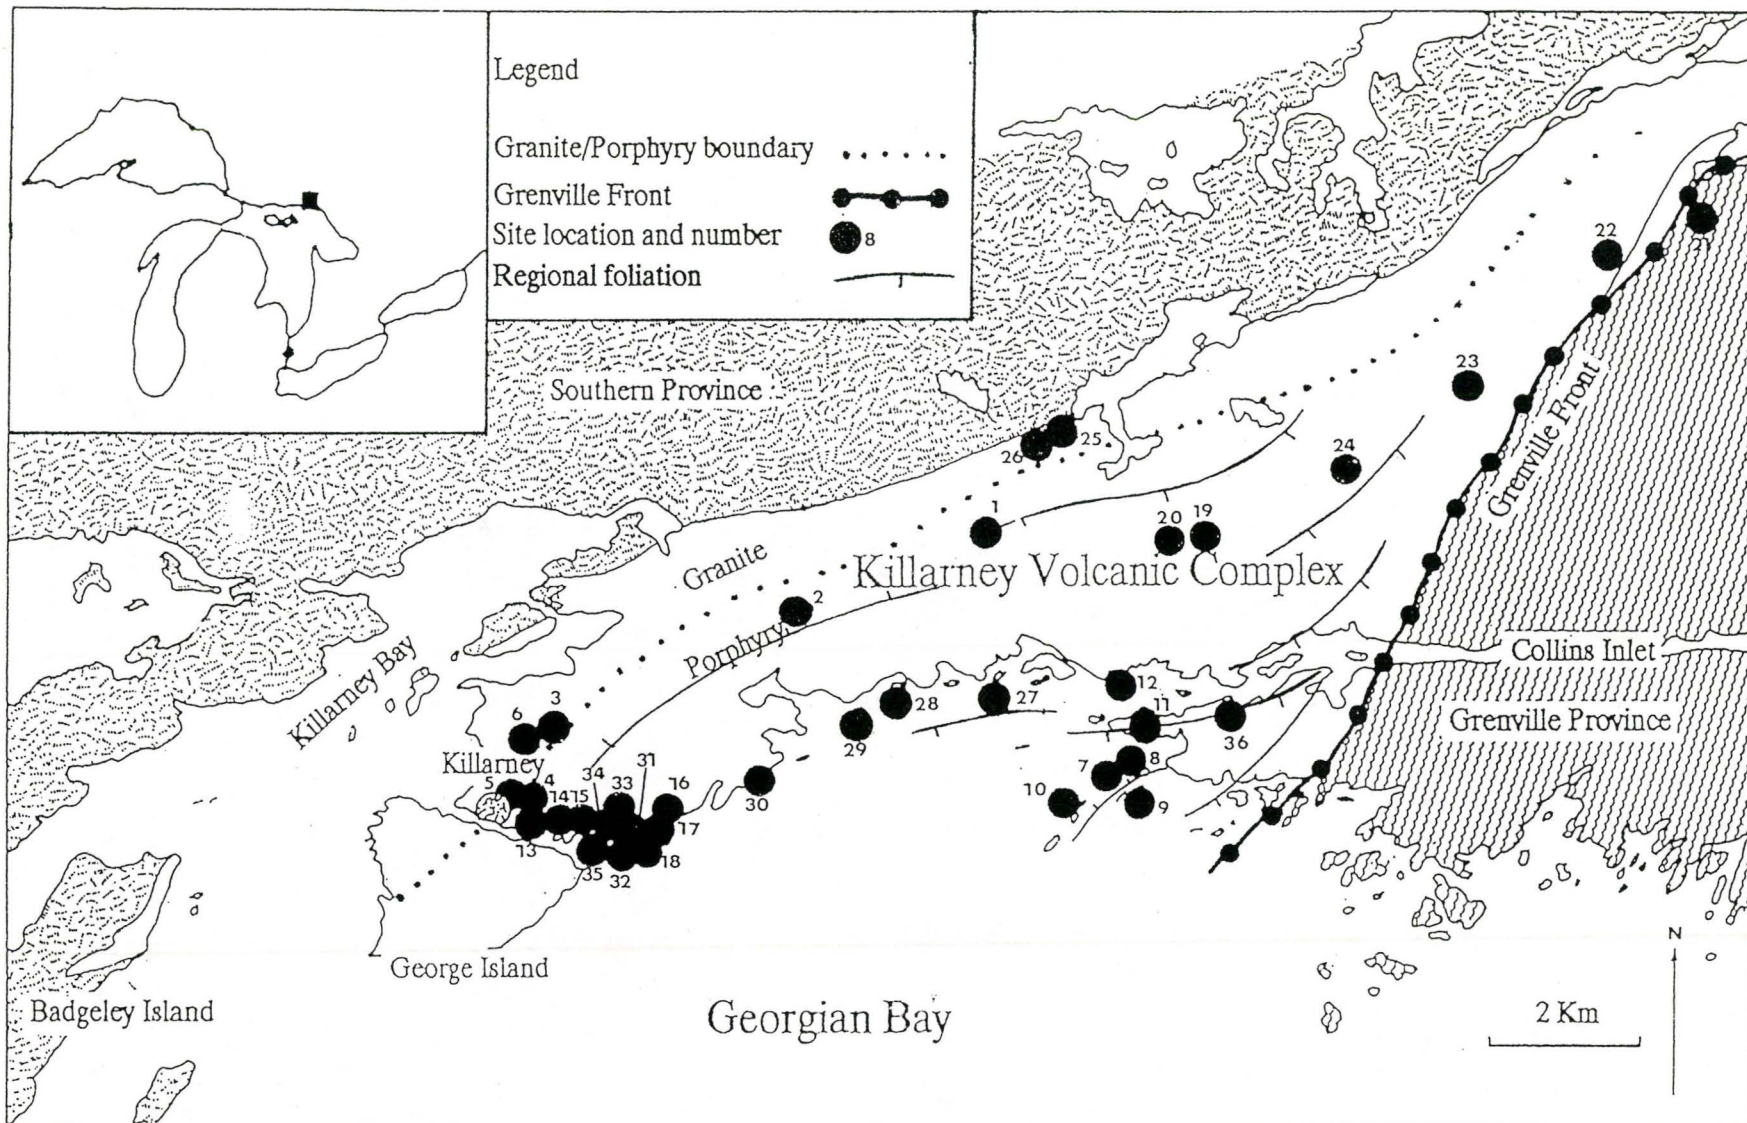 Legend
Granite/Porphyry boundary
Grenville Front
Site location and number
8
Regional foliation
Southern Province
22
21
23
Grenville Front
25
26
24
1
20
19
Granite
Killarney Volcanic Complex
2
Porphyry
Collins Inlet
Killarney Bay
12
28
27
3
6
11
36
Grenville Province
29
Killarney
31
34
33
16
8
7
5
4
14
15
30
10
9
17
13
18
35
32
N
George Island
Badgeley Island
Georgian Bay
2 Km